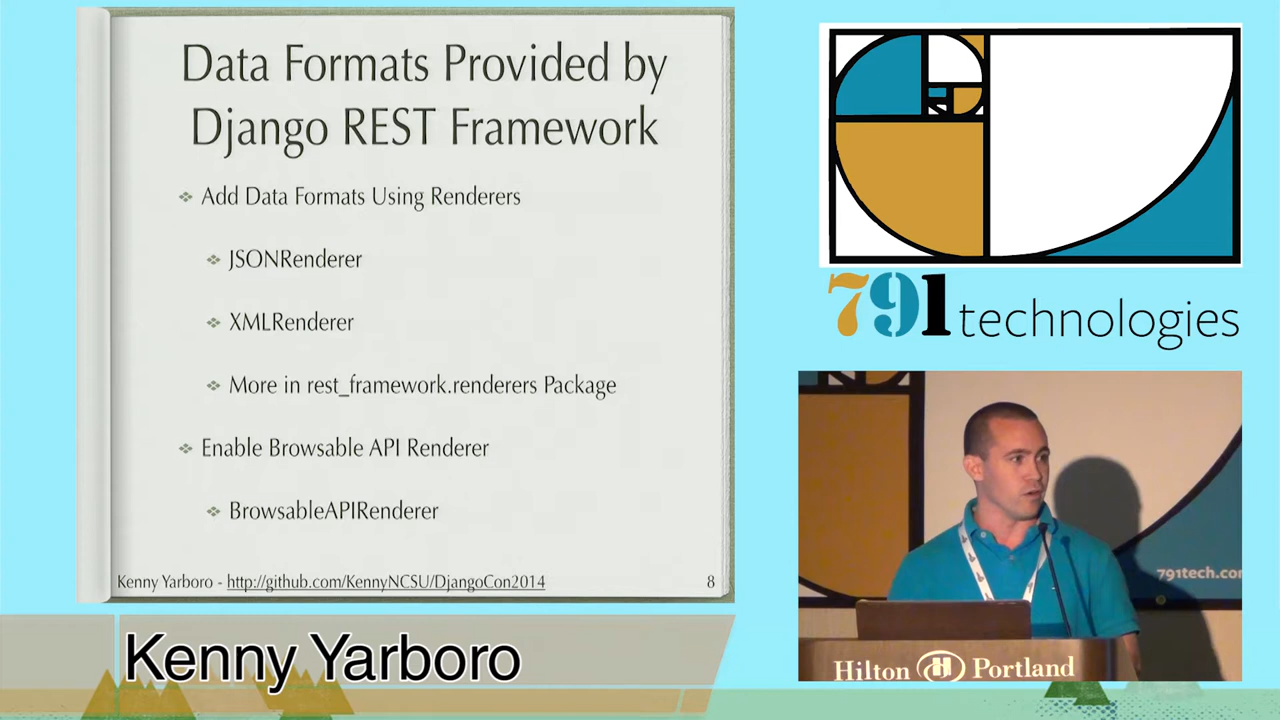 Data Formats Provided by
Django REST Framework
Add Data Formats Using Renderers
JSONRenderer
XMLRenderer
More in rest_framework.renderers Package
Enable Browsable API Renderer
BrowsableAPIRenderer
Kenny Yarboro - http://github.com/KennyNCSU/DjangoCon2014 8
791 technologies
791tech.com
Hilton H Portland
Kenny Yarboro